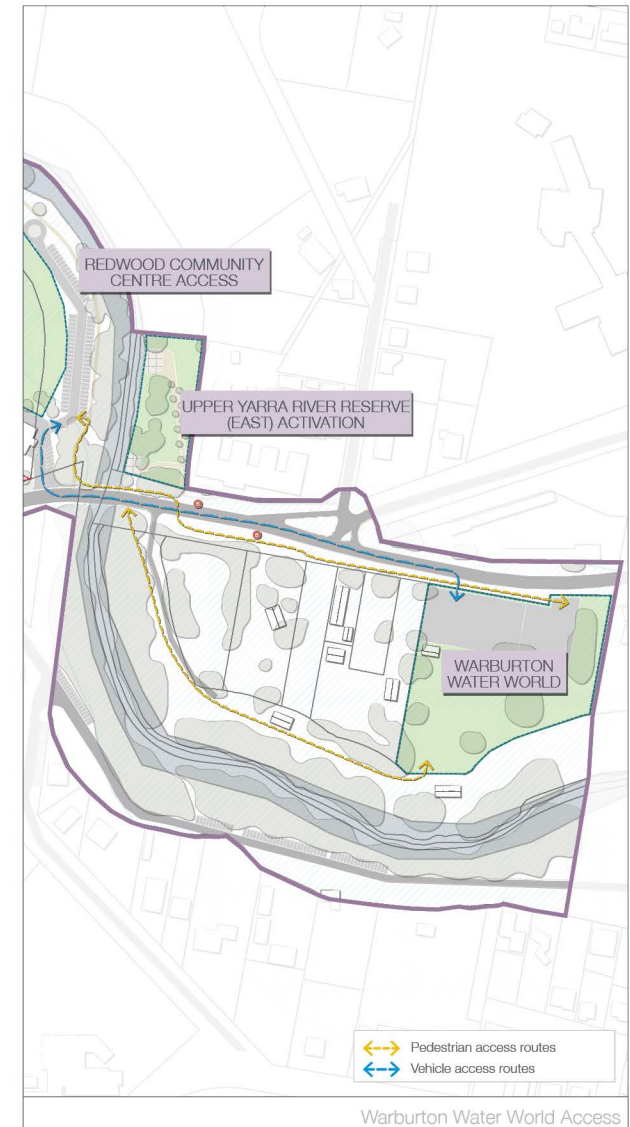 REDWOOD COMMUNITY
CENTRE ACCESS
UPPER YARRA RIVER RESERVE
(EAST) ACTIVATION
WARBURTON
WATER WORLD
Pedestrian access routes
Vehicle access routes
Warburton Water World Access